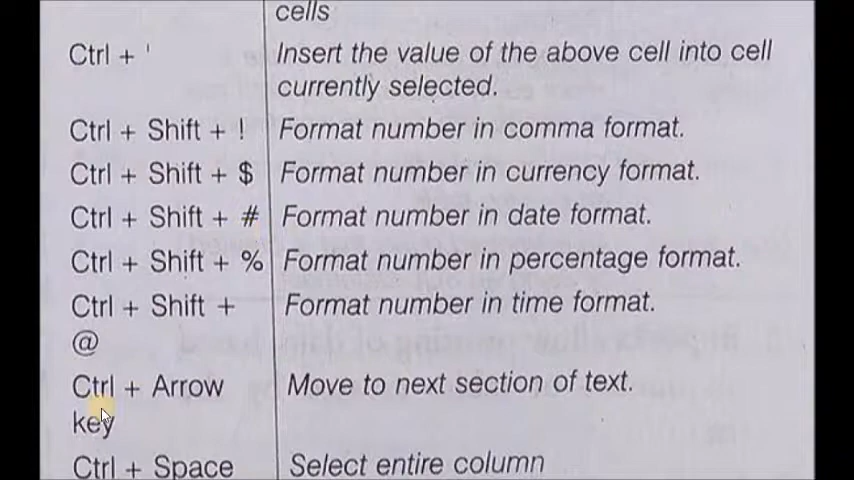 cells
Ctrl + ' Insert the value of the above cell into cell
currently selected.
Ctrl + Shift + ! Format number in comma format.
Ctrl + Shift + $ Format number in currency format.
Ctrl + Shift + # Format number in date format.
Ctrl + Shift + % Format number in percentage format.
Ctrl + Shift + Format number in time format.
@
Ctrl + Arrow Move to next section of text.
key
Ctrl + Space Select entire column